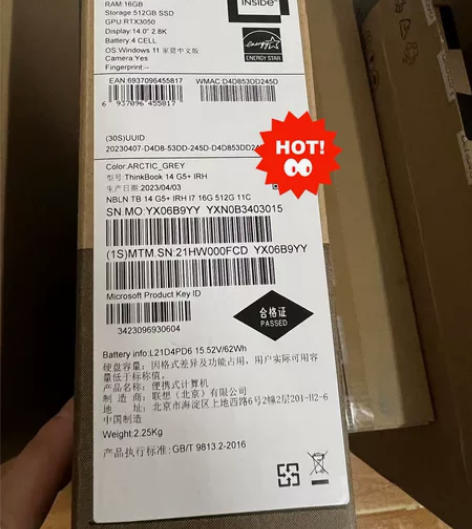 RAM:16GB
Storage 512GB SSD
GPU RTX3050
Display:14.0" 2.8K
Battery:4 CELL
OS:Windows 11 家庭中文版
Camera:Yes
Fingerprint:-
INSIDE
energy
ENERGY STAR
EAN 6937096455817
WMAC D4D853DD245D
6 937096 455817
(30S)UUID
20230407-D4D8-53DD-245D-D4D853DD24
HOT!
Color:ARCTIC_GREY
型号:ThinkBook 14 G5+ IRH
生产日期 2023/04/03
NBLN TB 14 G5+ IRH I7 16G 512G 11C
SN.MO:YX06B9YY YXN0B3403015
(1S)MTM.SN:21HW000FCD YX06B9YY
Microsoft Product Key ID
3423096930604
合格证
PASSED
Battery info:L21D4PD6 15.52V/62Wh
硬盘容量：因格式差异及功能占用，用户实际可用容
量低于标称值。
产品名称：便携式计算机
制造商：联想（北京）有限公司
地址：北京市海淀区上地西路6号2幢2层201-H2-6
中国制造
Weight:2.25Kg
产品执行标准:GB/T 9813.2-2016